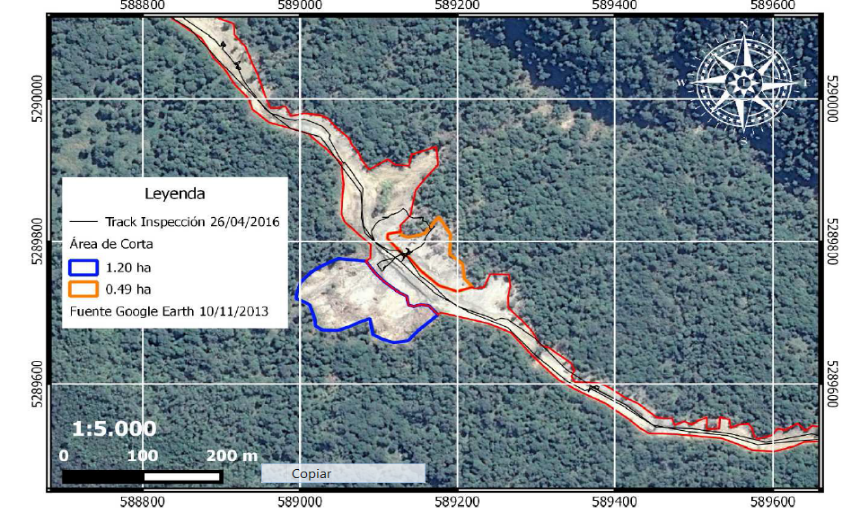 588800 589000 589200 589400 589600
5290000 5290000
N
W
Leyenda
Track Inspección 26/04/2016
Área de Corta
1.20 ha
0.49 ha
Fuente Google Earth 10/11/2013
5289800 5289800
5289600 5289600
1:5.000
0 100 200 m
Copiar
588800 589000 589200 589400 589600